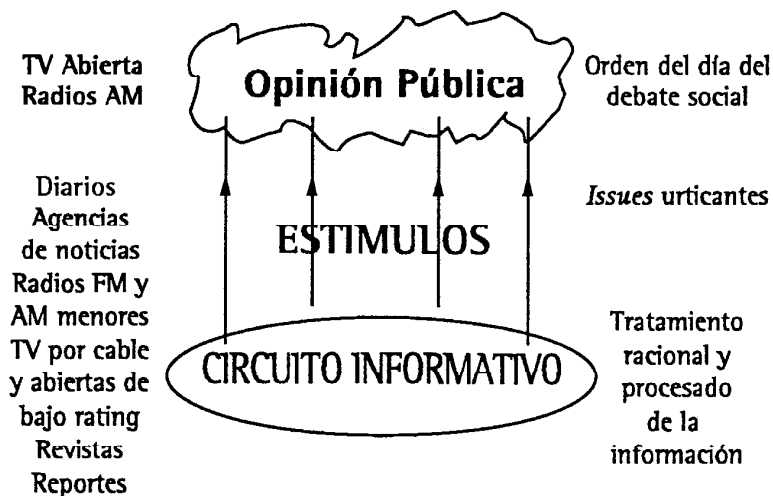 TV Abierta
Radios AM
Opinión Pública
Orden del día del
debate social
Diarios
Agencias
de noticias
Radios FM y
AM menores
TV por cable
y abiertas de
bajo rating
Revistas
Reportes
ESTIMULOS
Issues urticantes
CIRCUITO INFORMATIVO
Tratamiento
racional y
procesado
de la
información